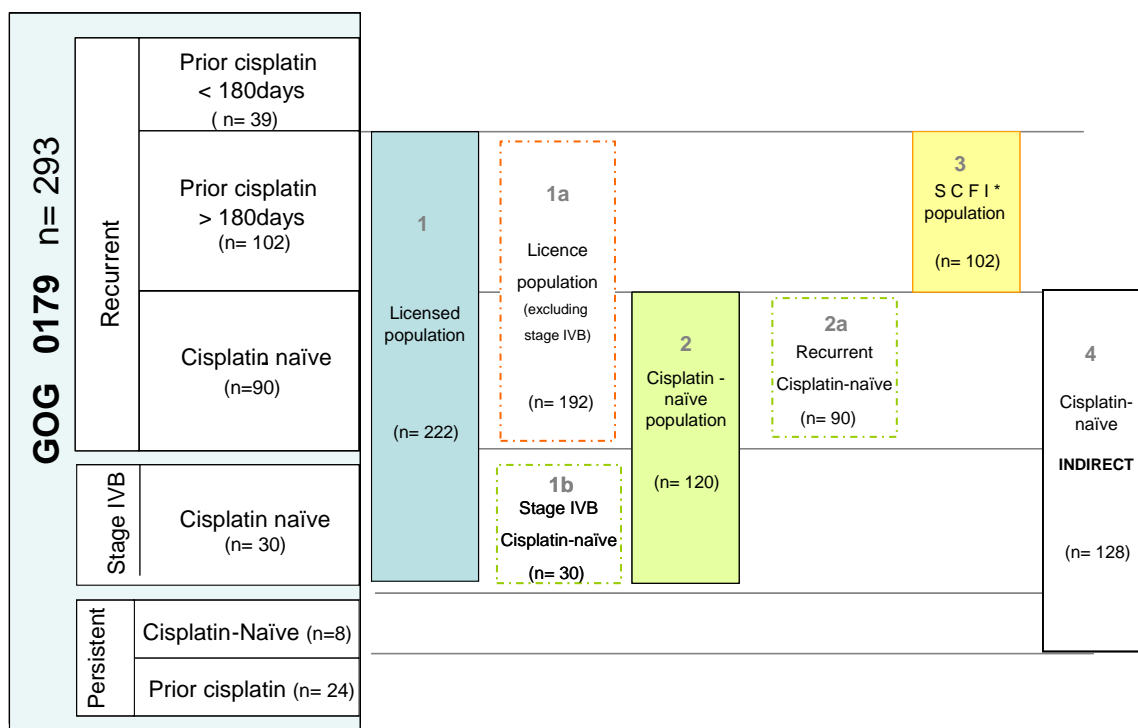 GOG 0179 n= 293
Recurrent
Prior cisplatin
< 180days
( n= 39)
Prior cisplatin
> 180days
(n= 102)
Cisplatin naïve
(n=90)
Stage IVB
Cisplatin naïve
(n= 30)
Persistent
Cisplatin-Naïve (n=8)
Prior cisplatin (n= 24)
1
Licensed
population
(n= 222)
1a
Licence
population
(excluding
stage IVB)
(n= 192)
1b
Stage IVB
Cisplatin-naïve
(n= 30)
2
Cisplatin -
naïve
population
(n= 120)
2a
Recurrent
Cisplatin-naïve
(n= 90)
3
S C F I *
population
(n= 102)
4
Cisplatin-
naïve
INDIRECT
(n= 128)